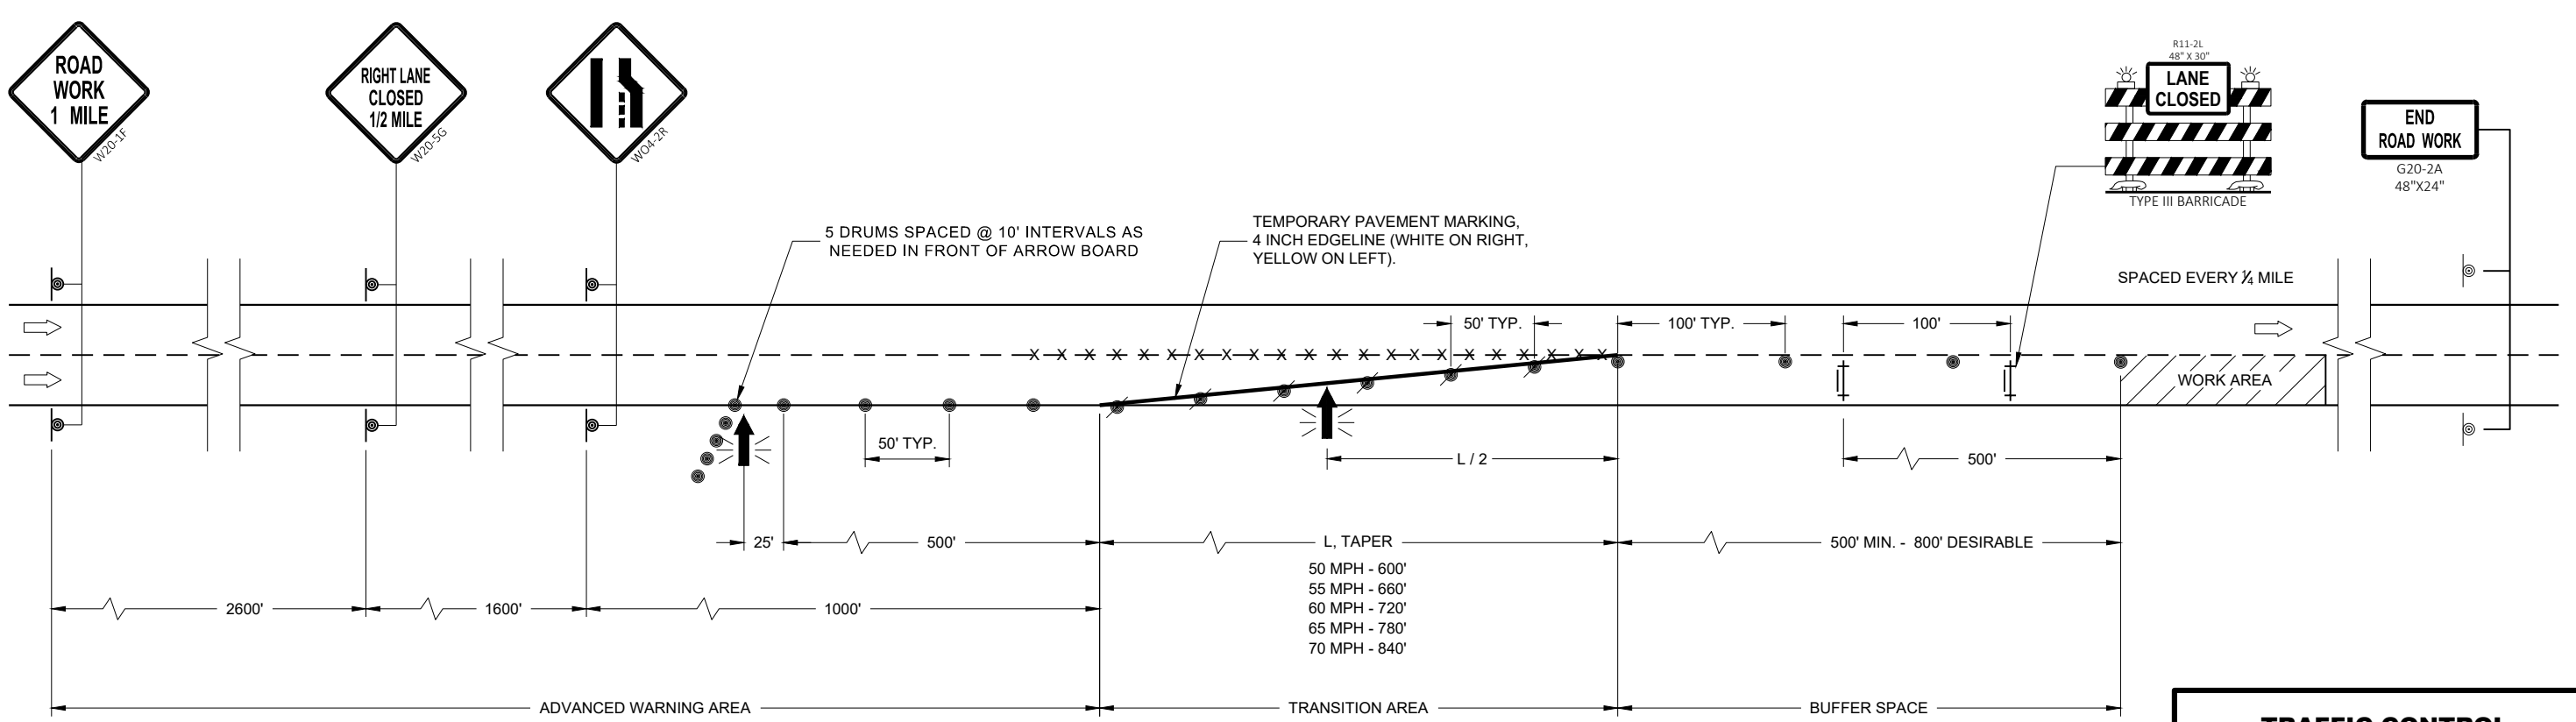 ROAD
WORK
1 MILE
W20-1F
RIGHT LANE
CLOSED
1/2 MILE
W20-5G
WO4-2R
R11-2L
48" X 30"
LANE
CLOSED
TYPE III BARRICADE
END
ROAD WORK
G20-2A
48"X24"
5 DRUMS SPACED @ 10' INTERVALS AS
NEEDED IN FRONT OF ARROW BOARD
TEMPORARY PAVEMENT MARKING,
4 INCH EDGELINE (WHITE ON RIGHT,
YELLOW ON LEFT).
SPACED EVERY ¼ MILE
50' TYP.
100' TYP.
100'
X X X X X X X X X X X X X X X X X X X X X X
WORK AREA
50' TYP.
L / 2
500'
25'
500'
L, TAPER
500' MIN. - 800' DESIRABLE
50 MPH - 600'
55 MPH - 660'
60 MPH - 720'
65 MPH - 780'
70 MPH - 840'
2600'
1600'
1000'
ADVANCED WARNING AREA
TRANSITION AREA
BUFFER SPACE
TRAFFIC CONTROL